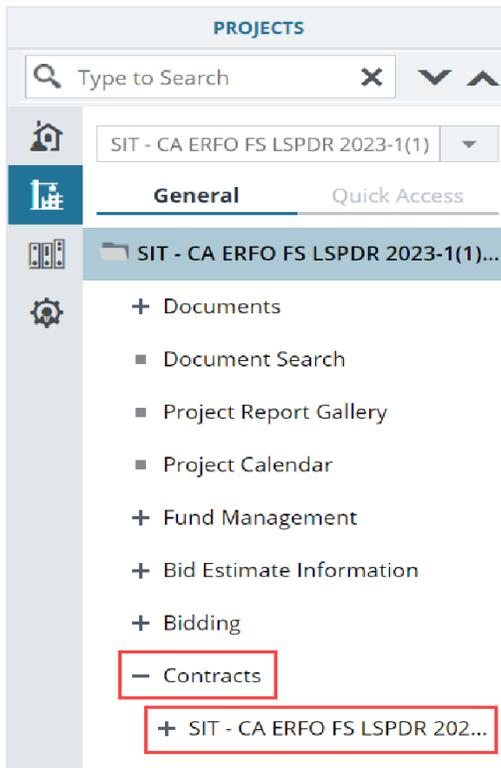 PROJECTS
Type to Search
SIT - CA ERFO FS LSPDR 2023-1(1)
General Quick Access
SIT - CA ERFO FS LSPDR 2023-1(1)...
Documents
Document Search
Project Report Gallery
Project Calendar
Fund Management
Bid Estimate Information
Bidding
Contracts
SIT - CA ERFO FS LSPDR 202...